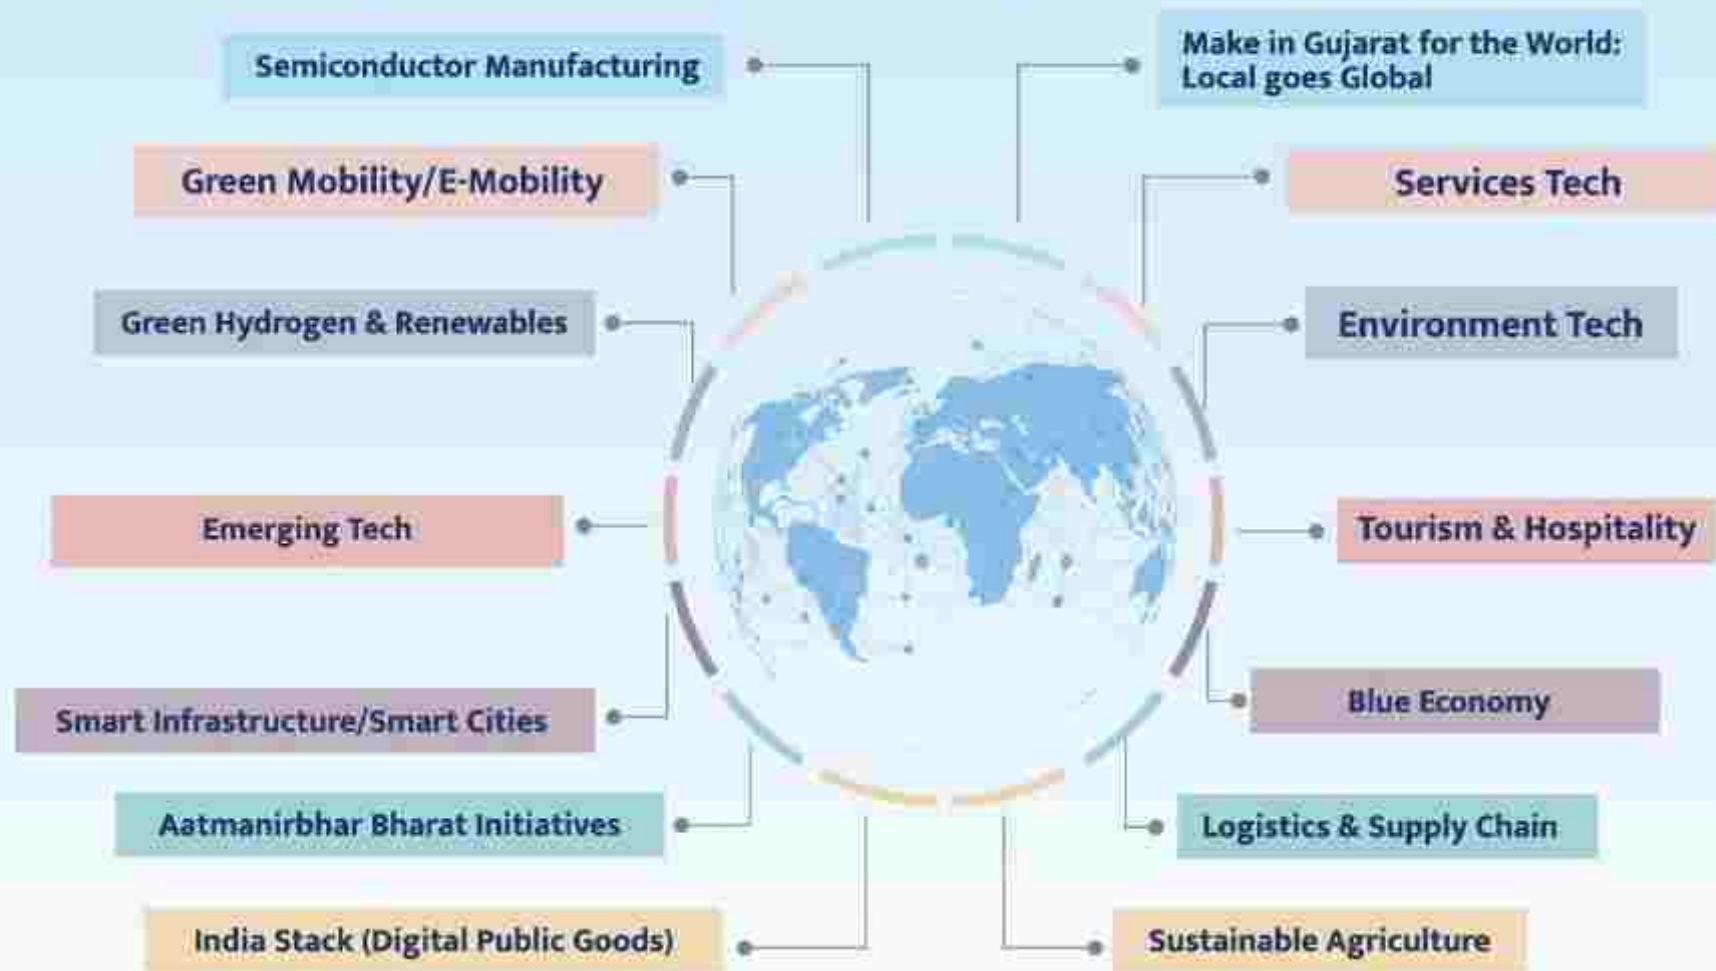 Semiconductor Manufacturing
Make in Gujarat for the World:
Local goes Global
Green Mobility/E-Mobility
Services Tech
Green Hydrogen & Renewables
Environment Tech
Emerging Tech
Tourism & Hospitality
Smart Infrastructure/Smart Cities
Blue Economy
Aatmanirbhar Bharat Initiatives
Logistics & Supply Chain
India Stack (Digital Public Goods)
Sustainable Agriculture